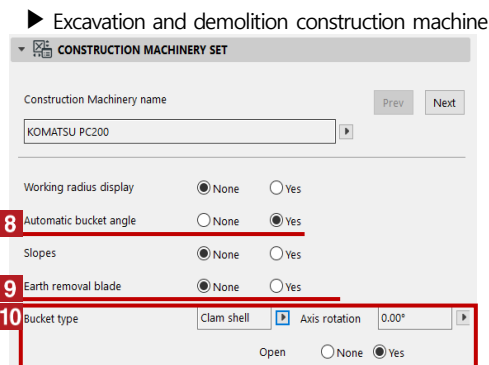 ▶ Excavation and demolition construction machine
CONSTRUCTION MACHINERY SET
Construction Machinery name Prev Next
KOMATSU PC200
Working radius display None Yes
8 Automatic bucket angle None Yes
Slopes None Yes
9 Earth removal blade None Yes
10 Bucket type Clam shell Axis rotation 0.00°
Open None Yes